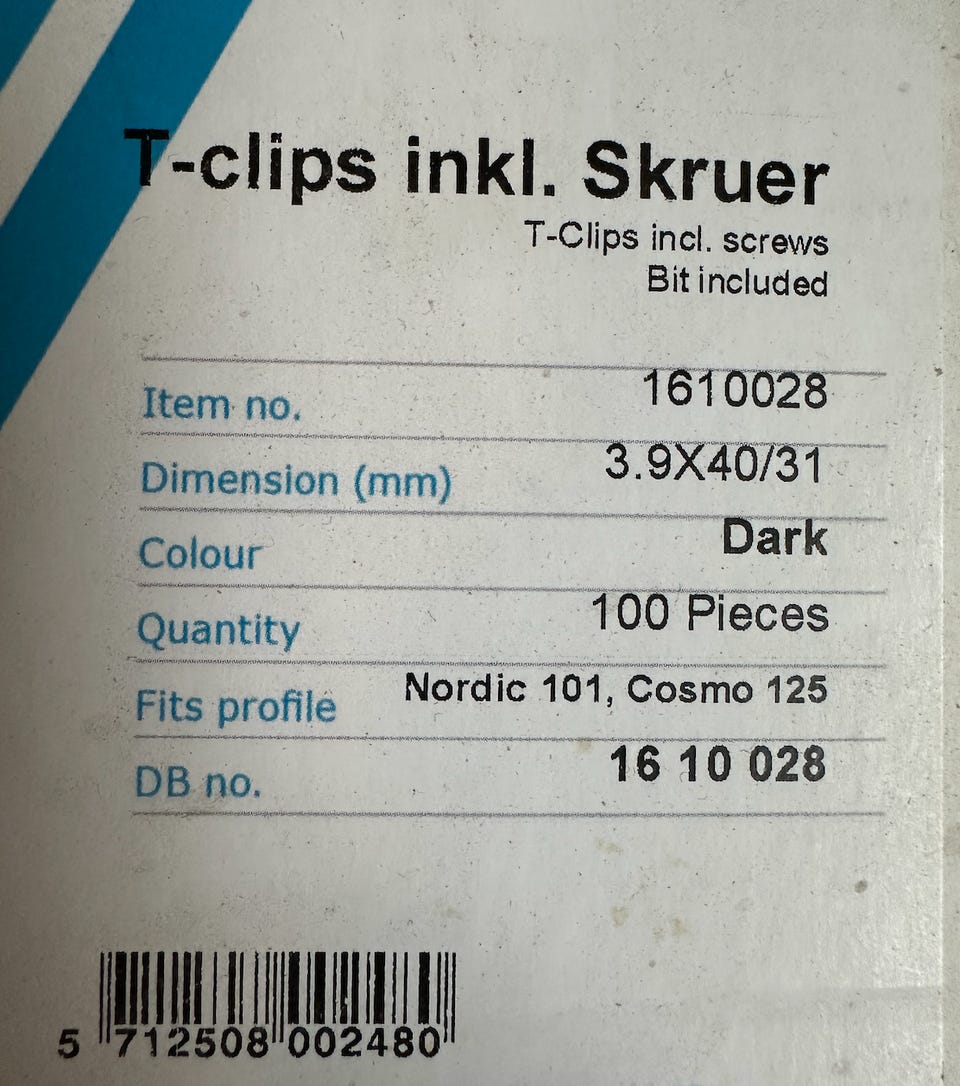 T-clips inkl. Skruer
T-Clips incl. screws
Bit included
Item no. 1610028
Dimension (mm) 3.9X40/31
Colour Dark
Quantity 100 Pieces
Fits profile Nordic 101, Cosmo 125
DB no. 16 10 028
5 712508 002480